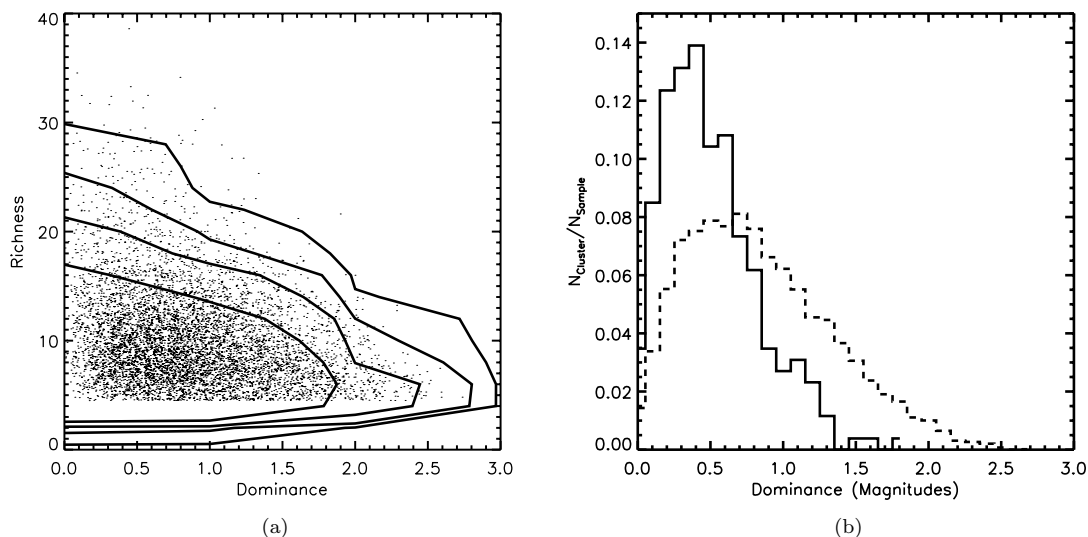 40
30
20
10
0
Richness
0.0 0.5 1.0 1.5 2.0 2.5 3.0
Dominance
(a)
0.14
0.12
0.10
0.08
0.06
0.04
0.02
0.00
N_Cluster/N_Sample
0.0 0.5 1.0 1.5 2.0 2.5 3.0
Dominance (Magnitudes)
(b)